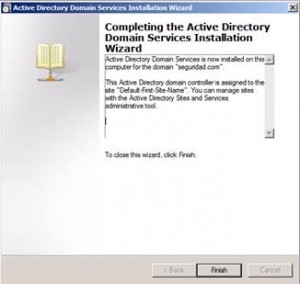 Active Directory Domain Services Installation Wizard
Completing the Active Directory
Domain Services Installation
Wizard
Active Directory Domain Services is now installed on this
computer for the domain "seguridad.com".
This Active Directory domain controller is assigned to the
site "Default-First-Site-Name". You can manage sites
with the Active Directory Sites and Services
administrative tool.
To close this wizard, click Finish.
< Back
Finish
Cancel